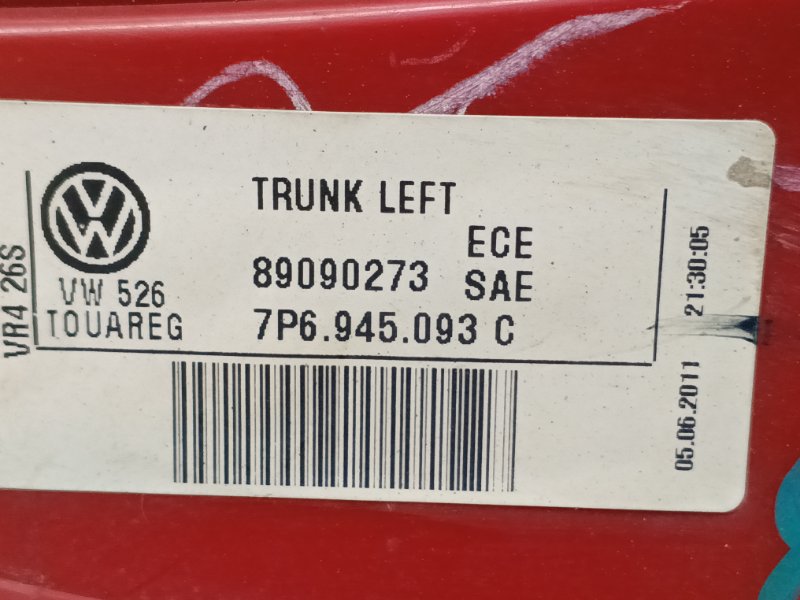 TRUNK LEFT
ECE
89090273 SAE
7P6.945.093 C
VW 526
TOUAREG
VR4 26S
05.06.2011 21:30:05